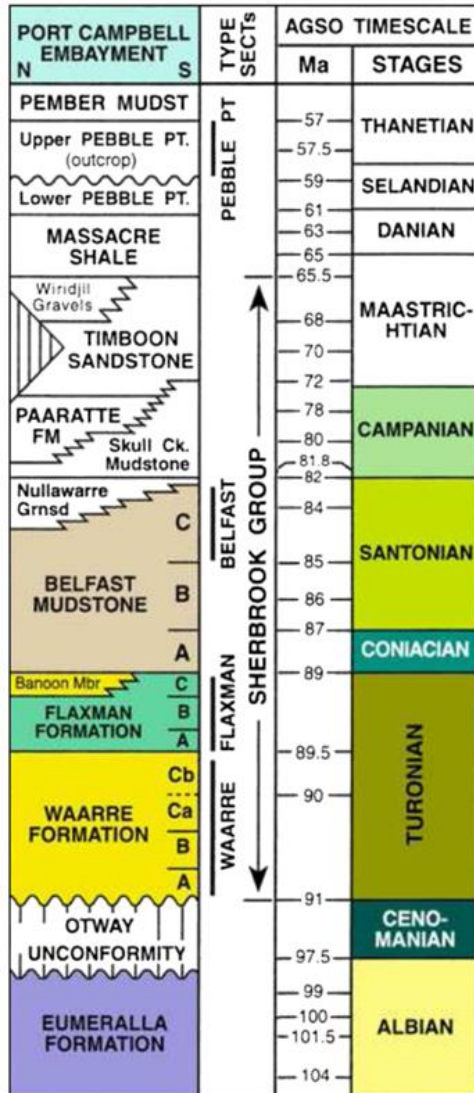 PORT CAMPBELL
EMBAYMENT
N S
TYPE
SECTS
AGSO TIMESCALE
Ma
STAGES
PEMBER MUDST
Upper PEBBLE PT.
(outcrop)
Lower PEBBLE PT.
MASSACRE
SHALE
Wiridjil
Gravels
TIMBOON
SANDSTONE
PAARATTE
FM
Skull Ck.
Mudstone
Nullawarre
Grnsd
C
BELFAST
MUDSTONE
B
A
Banoon Mbr
C
FLAXMAN
FORMATION
B
A
WAARRE
FORMATION
Cb
Ca
B
A
OTWAY
UNCONFORMITY
EUMERALLA
FORMATION
PEBBLE PT
BELFAST
FLAXMAN
WAARRE
SHERBROOK GROUP
57
57.5
59
61
63
65
65.5
68
70
72
78
80
81.8
82
84
85
86
87
89
89.5
90
91
97.5
99
100
101.5
104
THANETIAN
SELANDIAN
DANIAN
MAASTRIC-
HTIAN
CAMPANIAN
SANTONIAN
CONIACIAN
TURONIAN
CENO-
MANIAN
ALBIAN